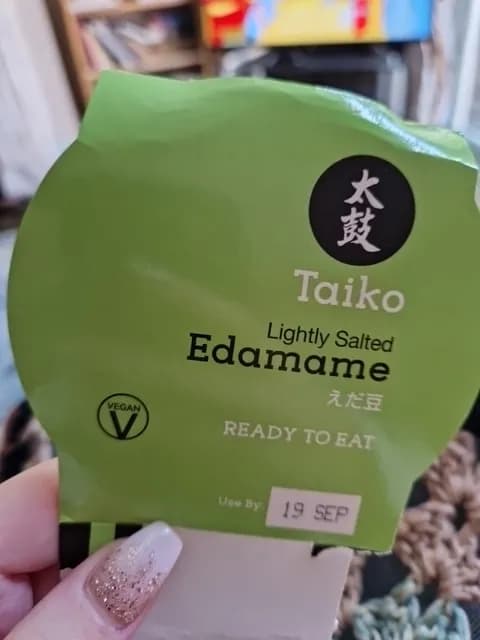 太
鼓
Taiko
Lightly Salted
Edamame
えだ豆
VEGAN
V
READY TO EAT
Use By: 19 SEP